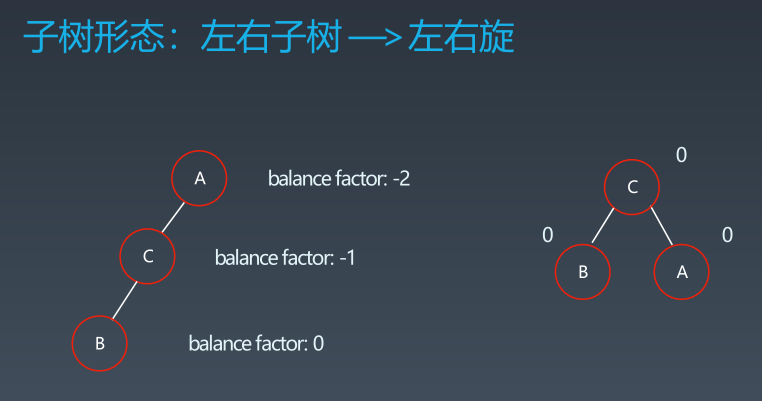 子树形态：左右子树—>左右旋
A
balance factor: -2
C
balance factor: -1
B
balance factor: 0
0
C
0
0
B
A